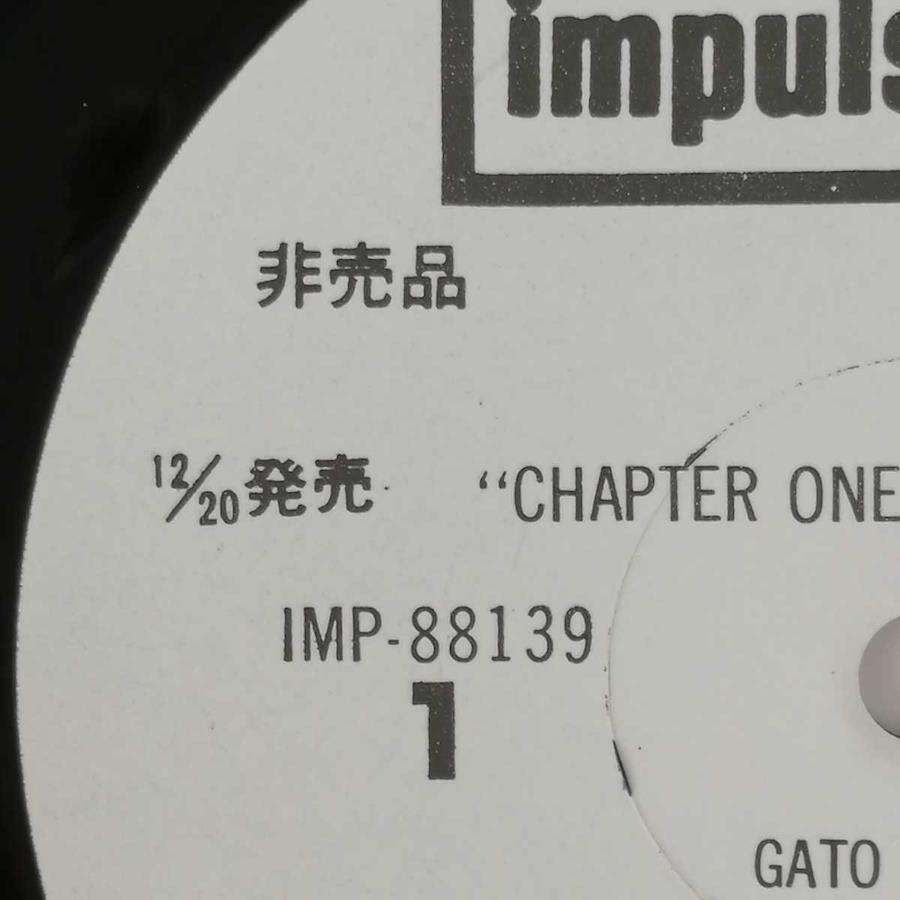 impuls
非売品
12/20発売 “CHAPTER ONE
IMP-88139
1
GATO